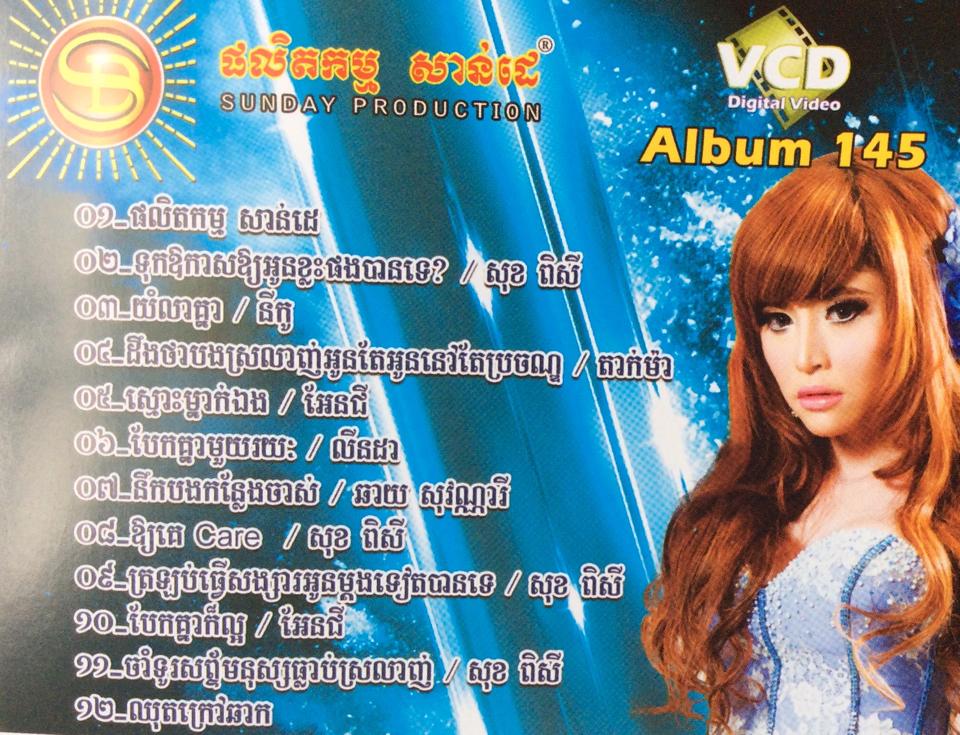 SD
ផលិតកម្ម សាន់ដេ®
SUNDAY PRODUCTION
VCD
Digital Video
Album 145
០១_ផលិតកម្ម សាន់ដេ
០២_ទុកឱកាសឱ្យអូនខ្លះផងបានទេ? / សុខ ពិសី
០៣_យំលាគ្នា / នីកូ
០៤_ដឹងថាបងស្រលាញ់អូនតែអូននៅតែប្រចណ្ឌ / តាក់ម៉ា
០៥_ស្មោះម្នាក់ឯង / អែនជី
០៦_បែកគ្នាមួយរយៈ / លីនដា
០៧_នឹកបងកន្លែងចាស់ / ឆាយ សុវណ្ណារី
០៨_ឱ្យគេ Care / សុខ ពិសី
០៩_ត្រឡប់ធ្វើសង្សារអូនម្ដងទៀតបានទេ / សុខ ពិសី
១០_បែកគ្នាក៏ល្អ / អែនជី
១១_ចាំទូរសព្ទ័មនុស្សធ្លាប់ស្រលាញ់ / សុខ ពិសី
១២_ឈុតក្រៅឆាក